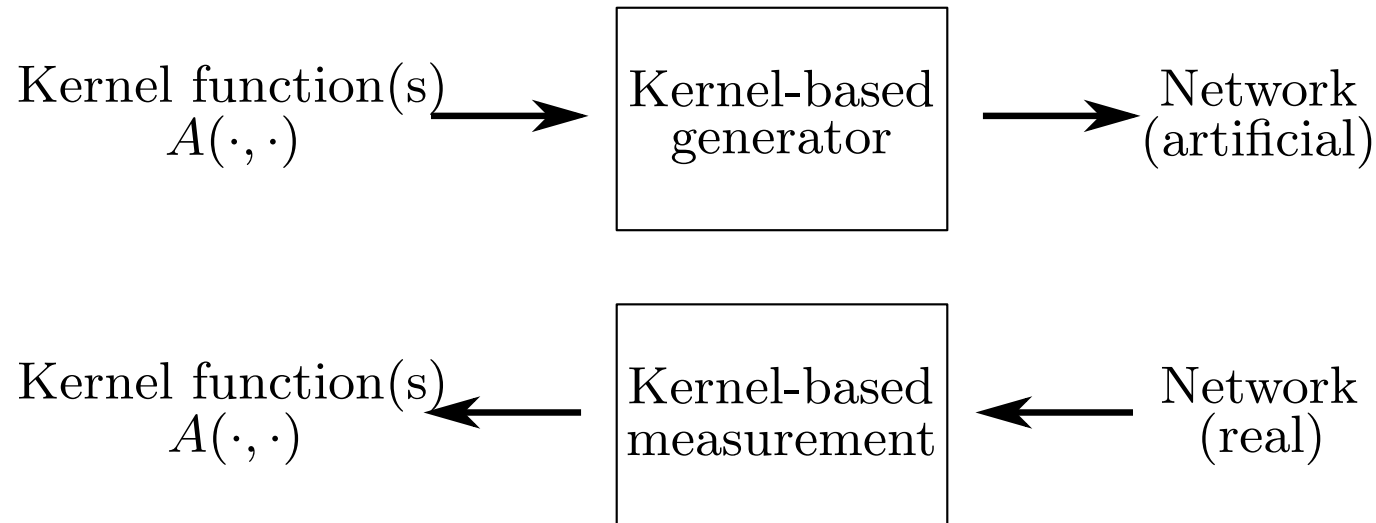 Kernel function(s)
A(·, ·)
Kernel-based
generator
Network
(artificial)
Kernel function(s)
A(·, ·)
Kernel-based
measurement
Network
(real)